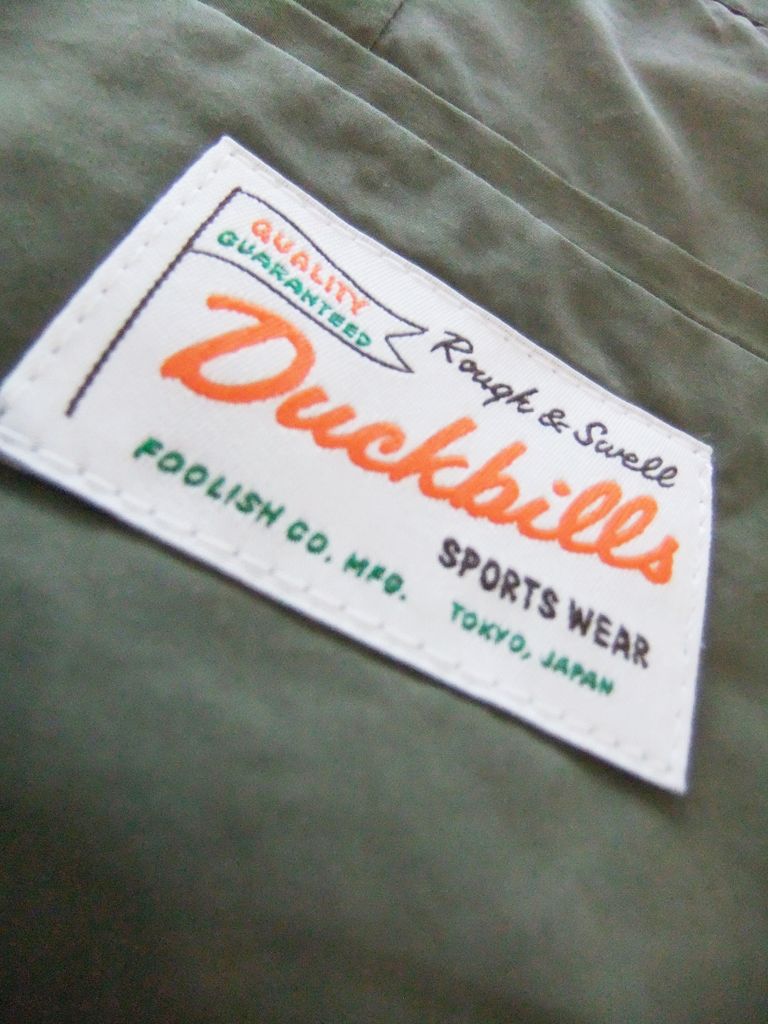 QUALITY
GUARANTEED
Rough & Swell
Duckbills
SPORTS WEAR
FOOLISH CO. MFG.
TOKYO, JAPAN